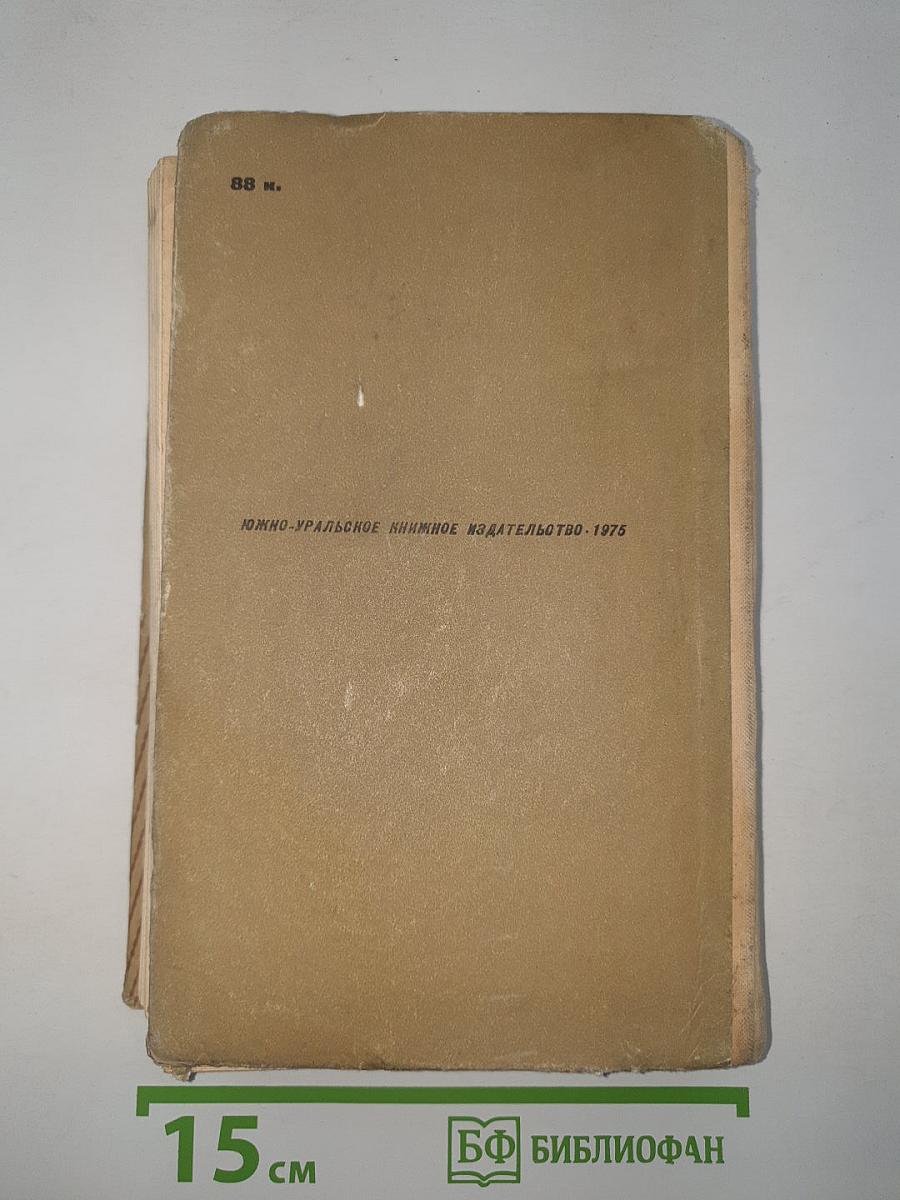 88 к.
ЮЖНО-УРАЛЬСКОЕ КНИЖНОЕ ИЗДАТЕЛЬСТВО · 1975
15 см
БФ БИБЛИОФАН